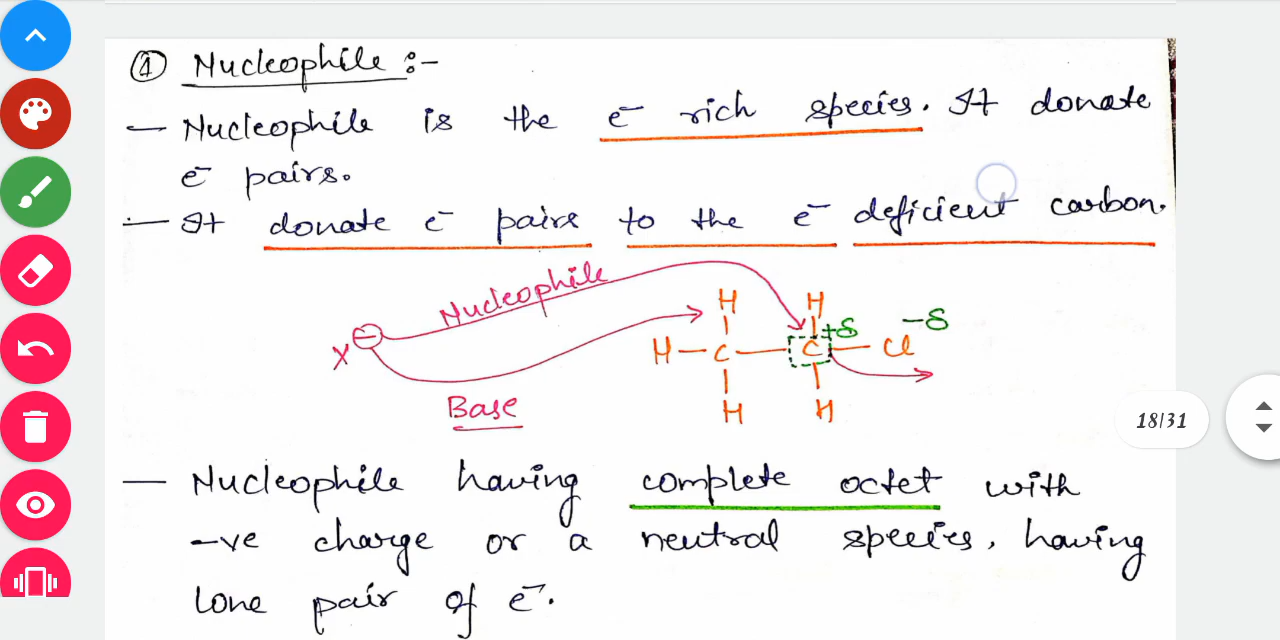 ① Nucleophile :-
— Nucleophile is the e⁻ rich species. It donate
e⁻ pairs.
— It donate e⁻ pairs to the e⁻ deficient carbon.
Nucleophile
H H
+δ -δ
X⊖ H—C—C—Cl
Base H H
18/31
— Nucleophile having complete octet with
-ve charge or a neutral species, having
lone pair of e⁻.